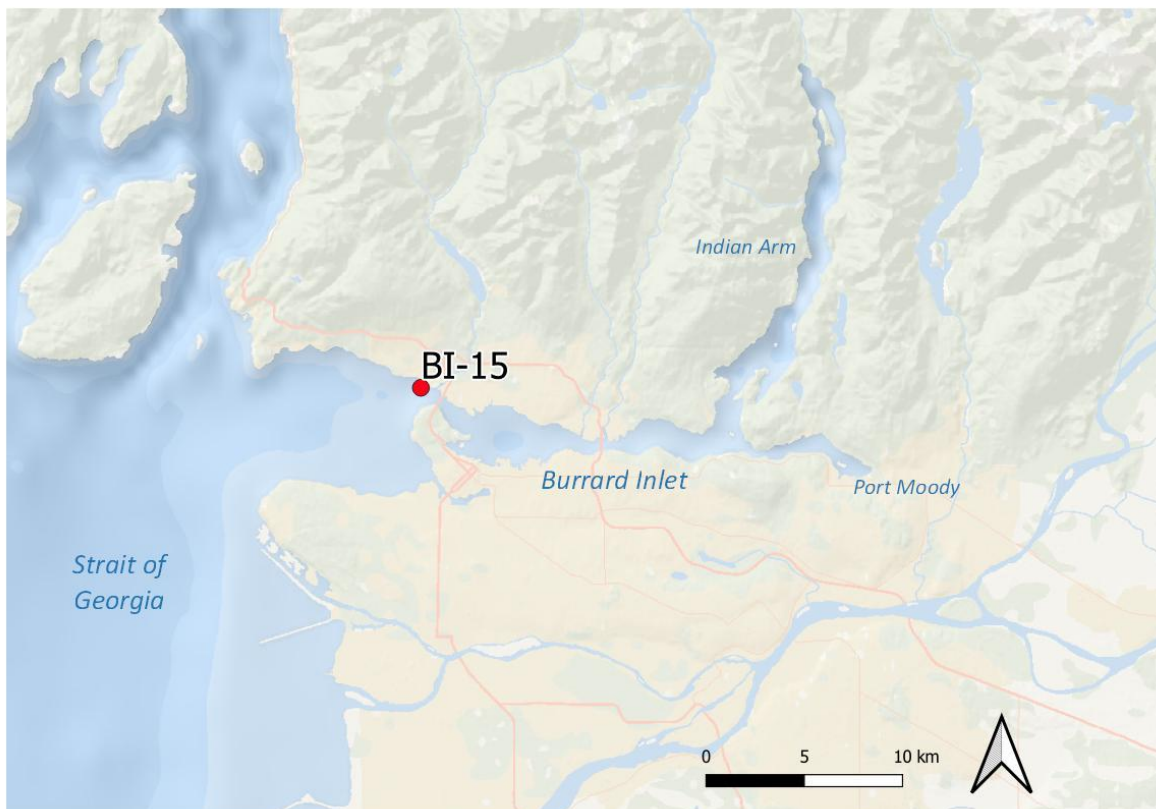 Indian Arm
BI-15
Burrard Inlet
Port Moody
Strait of
Georgia
0 5 10 km